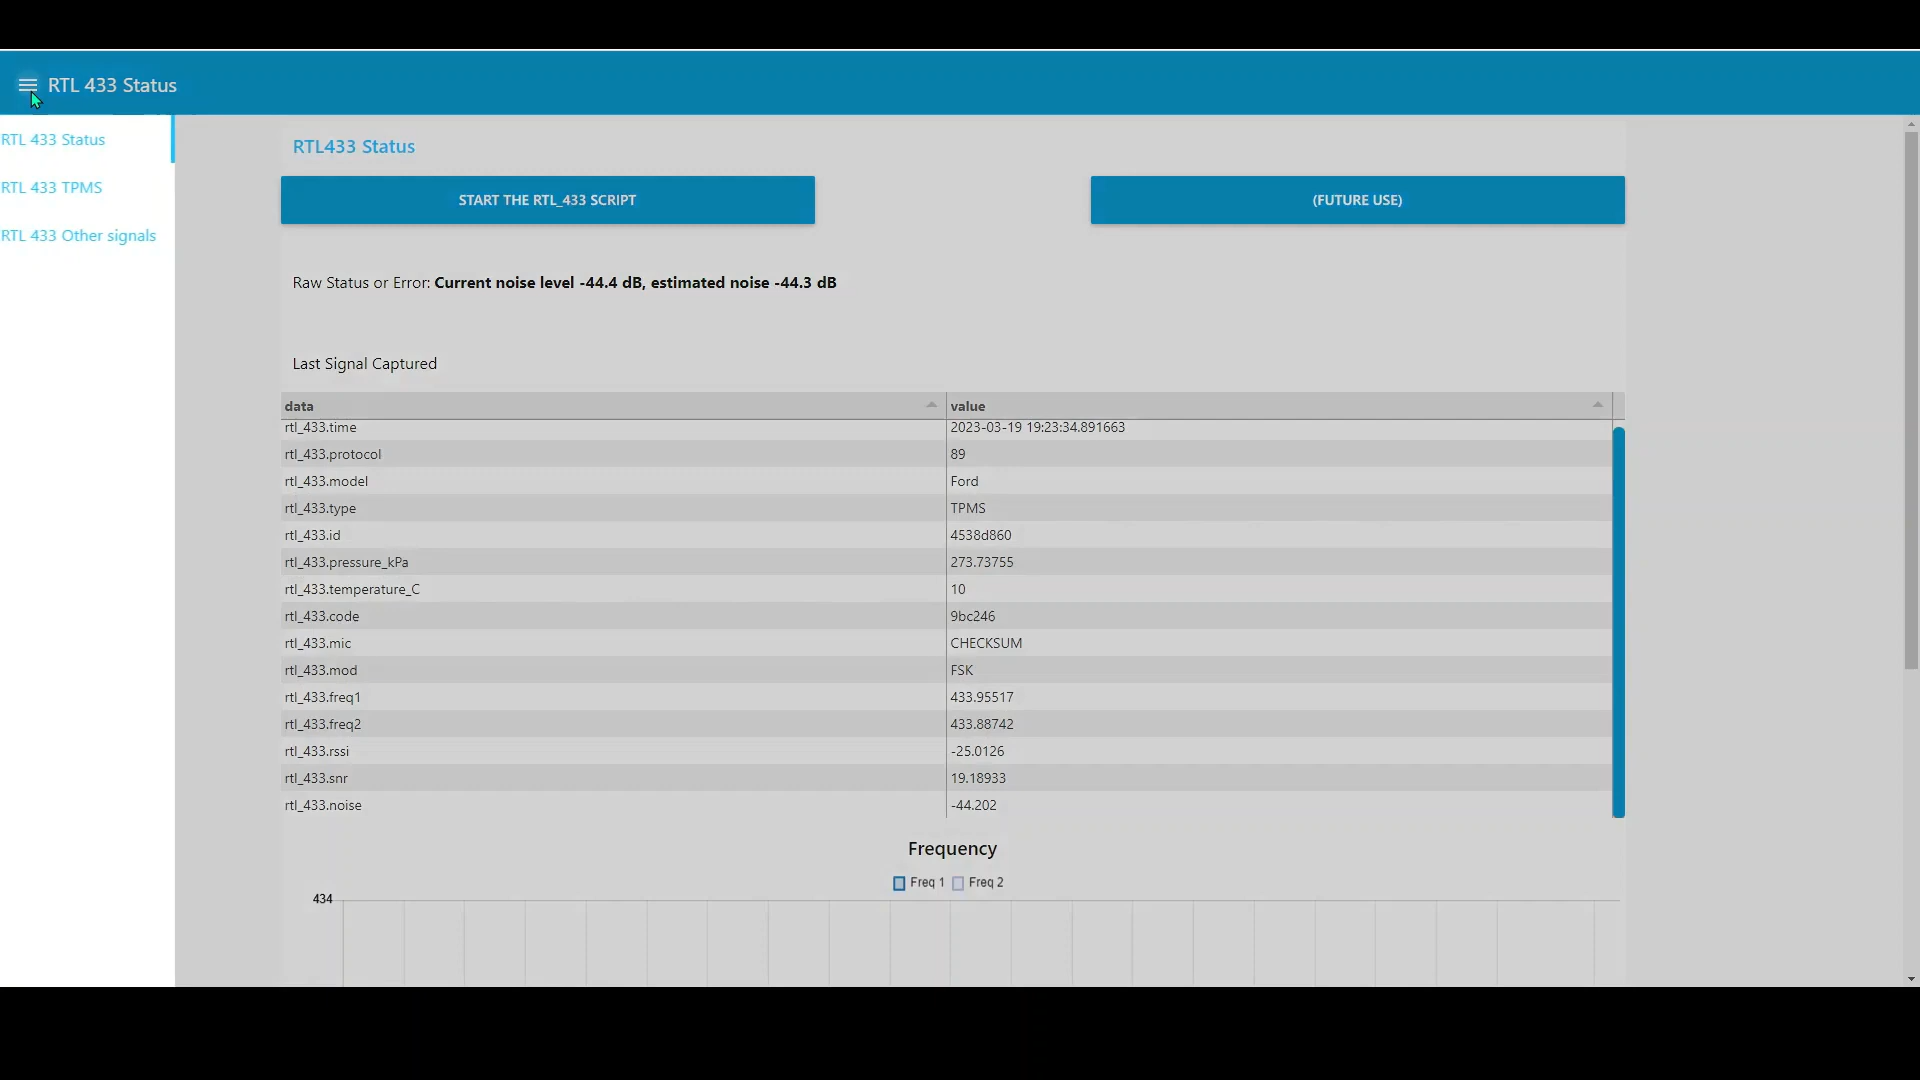 RTL 433 Status
RTL 433 Status
RTL 433 TPMS
RTL 433 Other signals
RTL433 Status
START THE RTL_433 SCRIPT
(FUTURE USE)
Raw Status or Error: Current noise level -44.4 dB, estimated noise -44.3 dB
Last Signal Captured
data value
rtl_433.time 2023-03-19 19:23:34.891663
rtl_433.protocol 89
rtl_433.model Ford
rtl_433.type TPMS
rtl_433.id 4538d860
rtl_433.pressure_kPa 273.73755
rtl_433.temperature_C 10
rtl_433.code 9bc246
rtl_433.mic CHECKSUM
rtl_433.mod FSK
rtl_433.freq1 433.95517
rtl_433.freq2 433.88742
rtl_433.rssi -25.0126
rtl_433.snr 19.18933
rtl_433.noise -44.202
Frequency
Freq 1 Freq 2
434